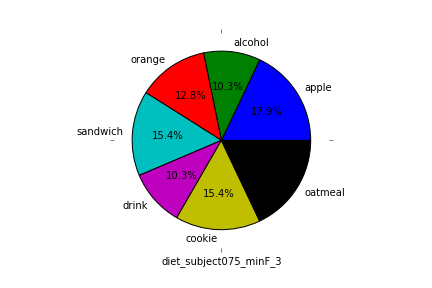 alcohol
orange
apple
10.3%
12.8%
17.9%
sandwich
15.4%
10.3%
15.4%
drink
oatmeal
cookie
diet_subject075_minF_3